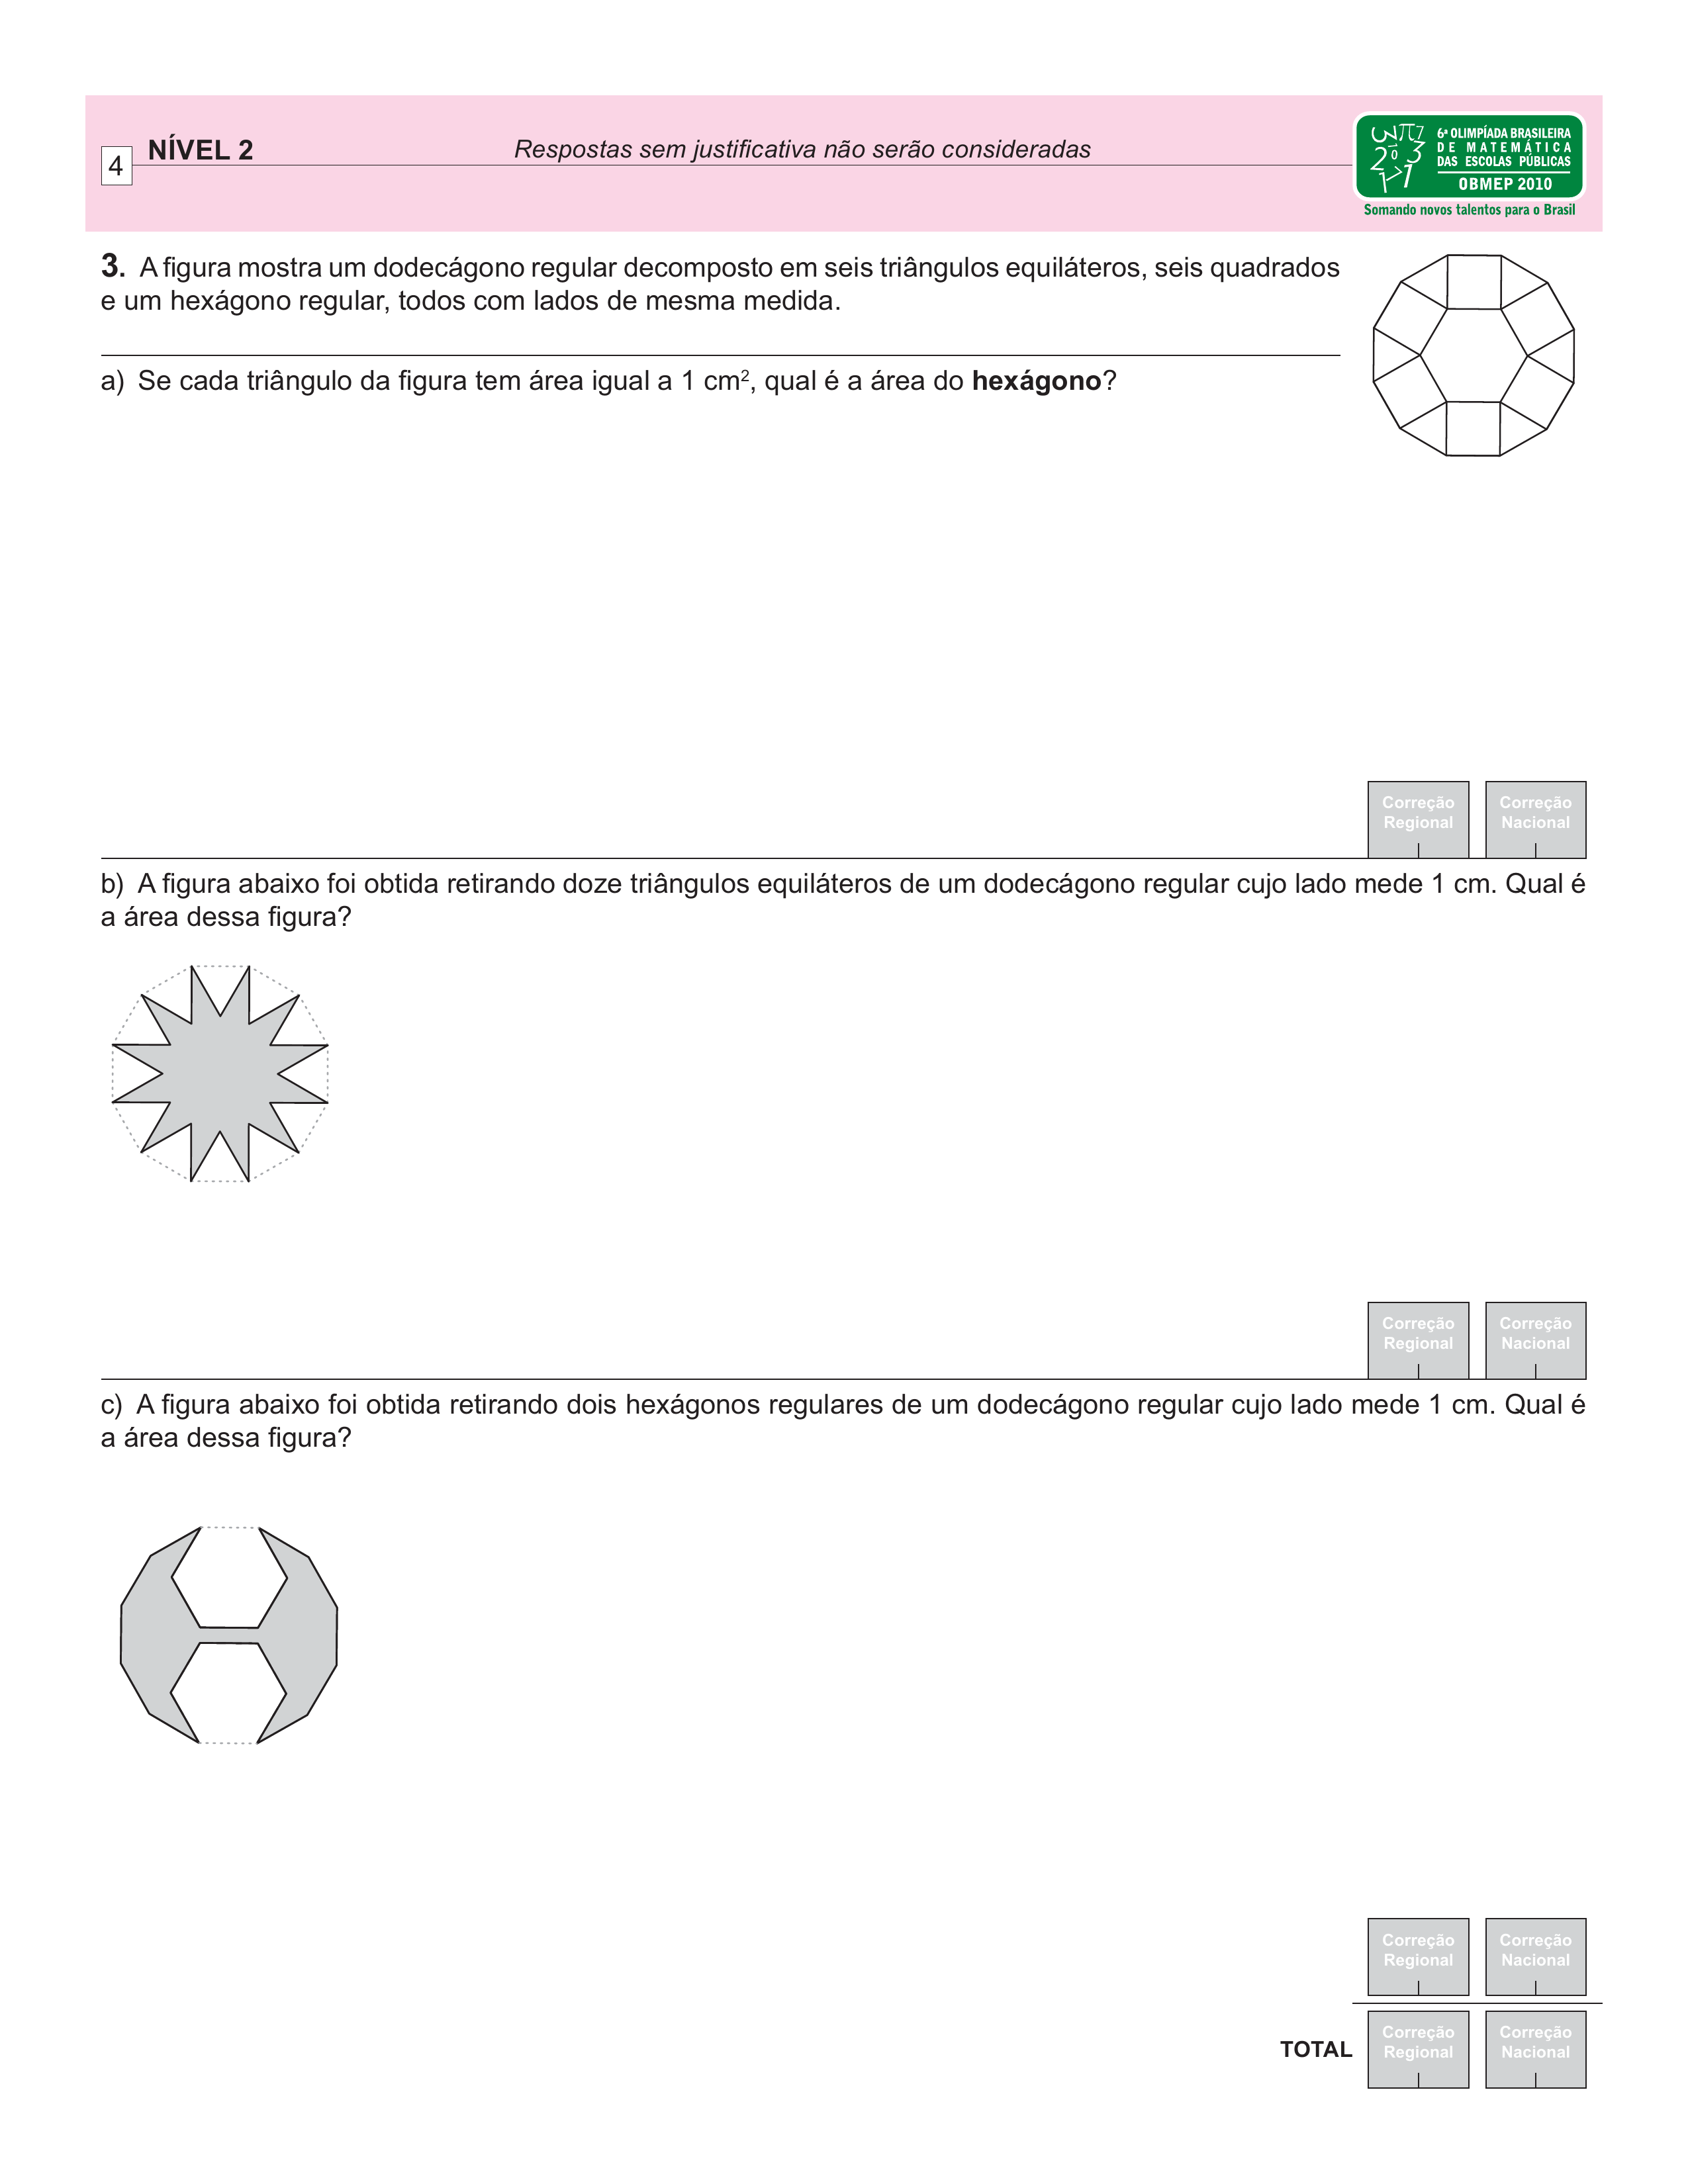 4
NÍVEL 2
Respostas sem justificativa não serão consideradas
6ª OLIMPÍADA BRASILEIRA
DE MATEMÁTICA
DAS ESCOLAS PÚBLICAS
OBMEP 2010
Somando novos talentos para o Brasil
3. A figura mostra um dodecágono regular decomposto em seis triângulos equiláteros, seis quadrados
e um hexágono regular, todos com lados de mesma medida.
a) Se cada triângulo da figura tem área igual a 1 cm², qual é a área do hexágono?
Correção Correção
Regional Nacional
b) A figura abaixo foi obtida retirando doze triângulos equiláteros de um dodecágono regular cujo lado mede 1 cm. Qual é
a área dessa figura?
Correção Correção
Regional Nacional
c) A figura abaixo foi obtida retirando dois hexágonos regulares de um dodecágono regular cujo lado mede 1 cm. Qual é
a área dessa figura?
Correção Correção
Regional Nacional
TOTAL
Correção Correção
Regional Nacional